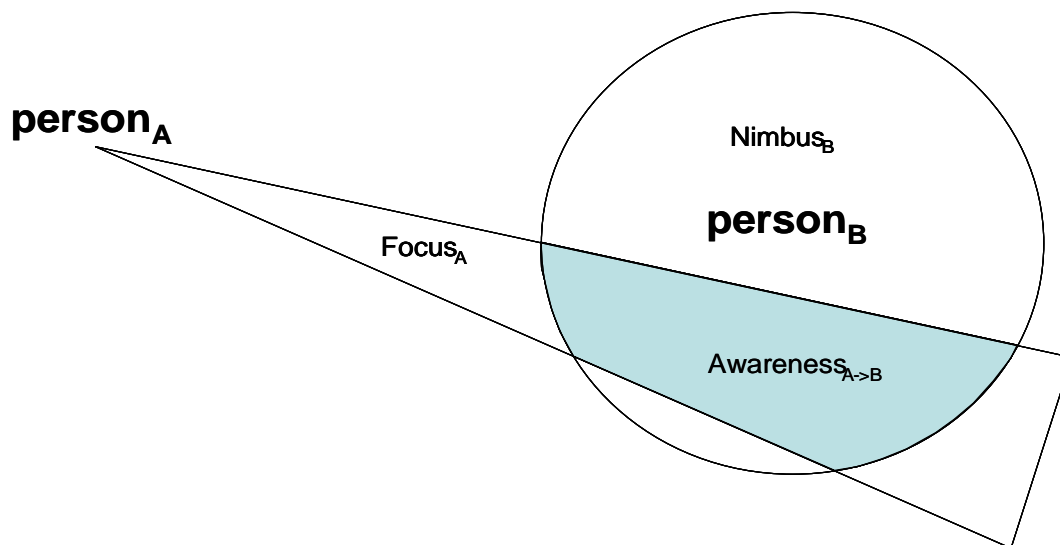 person_A
Nimbus_B
person_B
Focus_A
Awareness_A->B